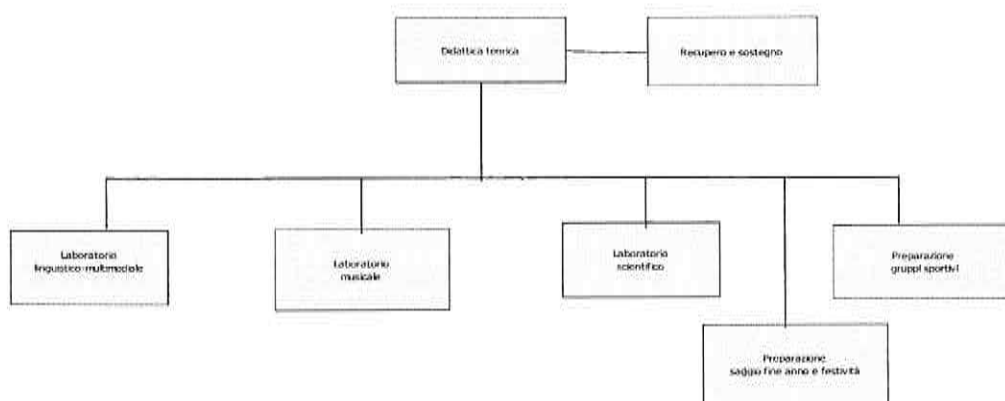 Didattica teorica
Recupero e sostegno
Laboratorio
linguistico-multimediale
Laboratorio
musicale
Laboratorio
scientifico
Preparazione
gruppi sportivi
Preparazione
saggio fine anno e festività